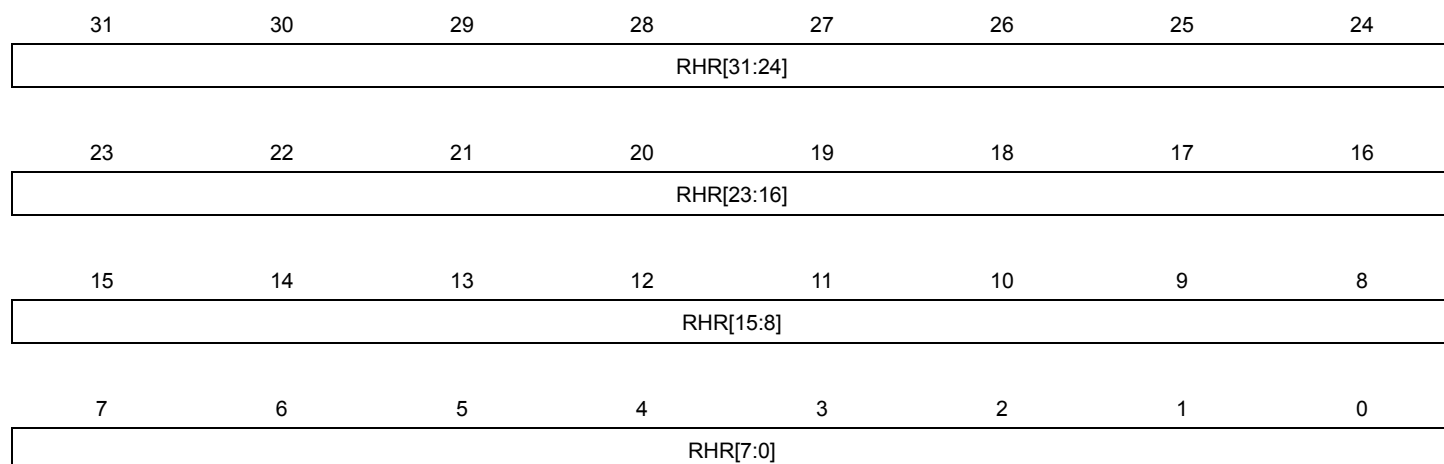 31 30 29 28 27 26 25 24
RHR[31:24]
23 22 21 20 19 18 17 16
RHR[23:16]
15 14 13 12 11 10 9 8
RHR[15:8]
7 6 5 4 3 2 1 0
RHR[7:0]